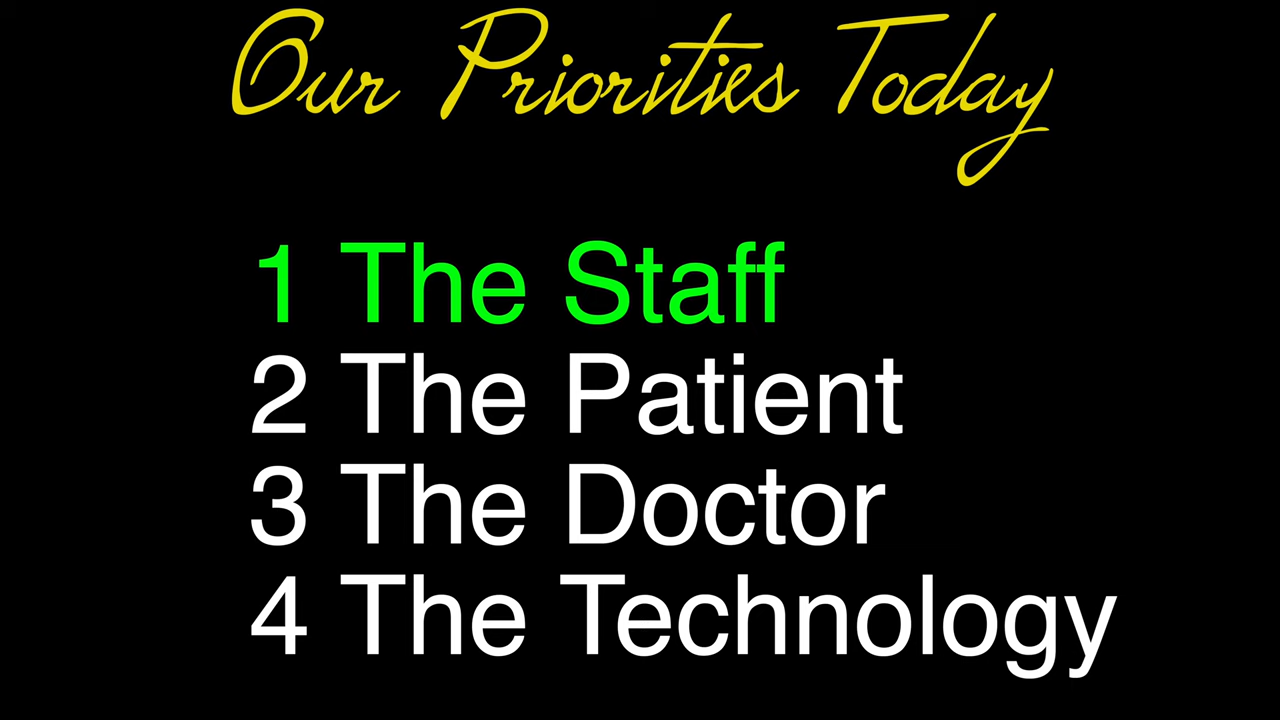 Our Priorities Today
1 The Staff
2 The Patient
3 The Doctor
4 The Technology